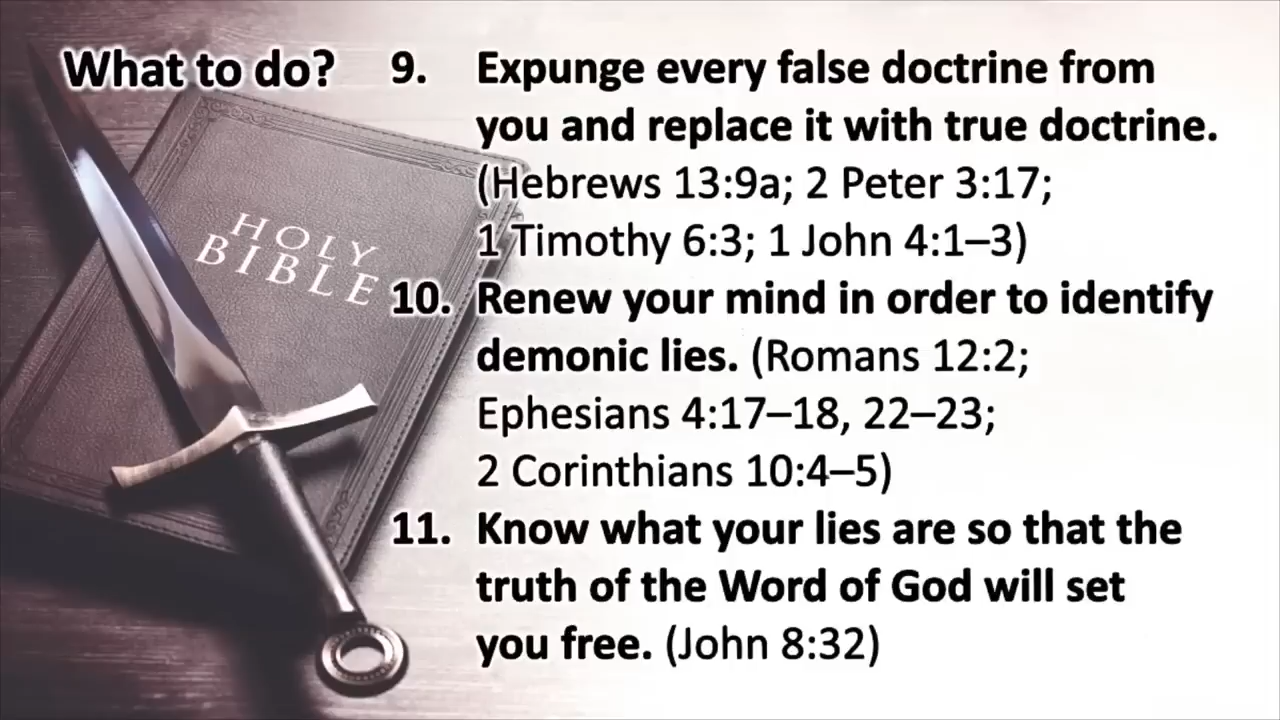 What to do?
9. Expunge every false doctrine from
you and replace it with true doctrine.
(Hebrews 13:9a; 2 Peter 3:17;
1 Timothy 6:3; 1 John 4:1–3)
HOLY
BIBLE
10. Renew your mind in order to identify
demonic lies. (Romans 12:2;
Ephesians 4:17–18, 22–23;
2 Corinthians 10:4–5)
11. Know what your lies are so that the
truth of the Word of God will set
you free. (John 8:32)